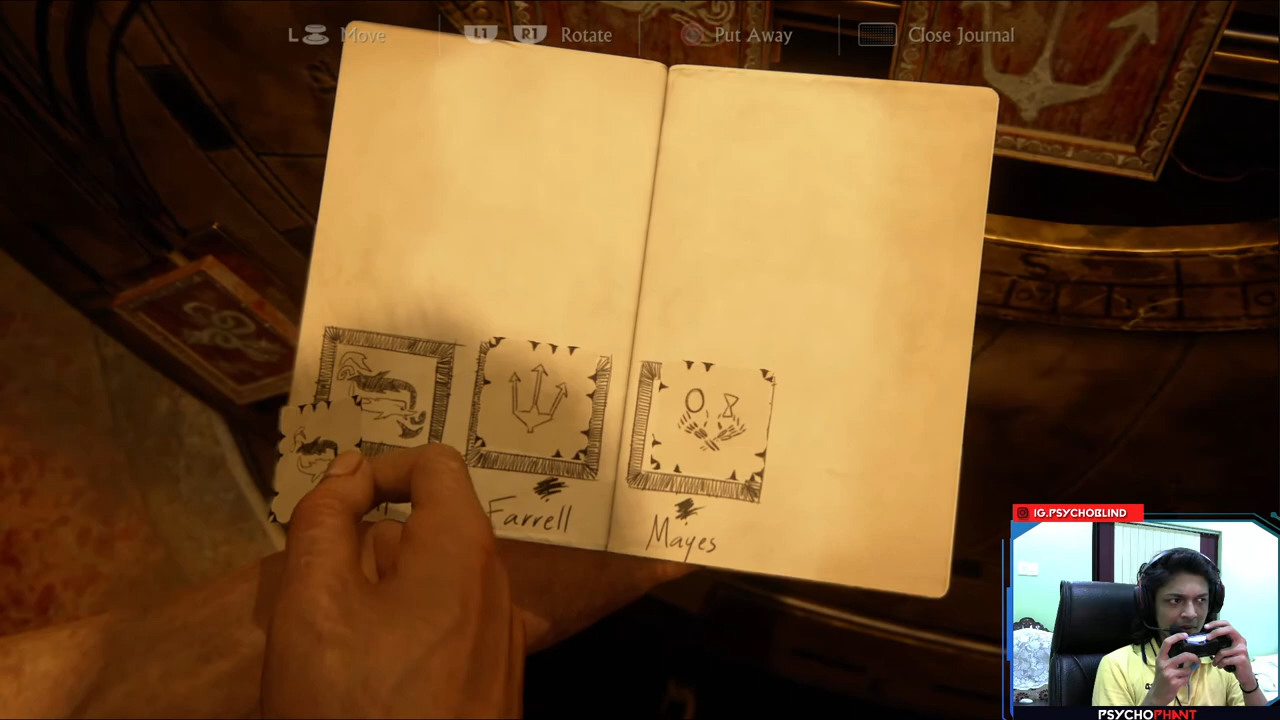 L Move L1 R1 Rotate Put Away Close Journal
Farrell
Mayes
IG.PSYCHOBLIND
PSYCHOPHANT